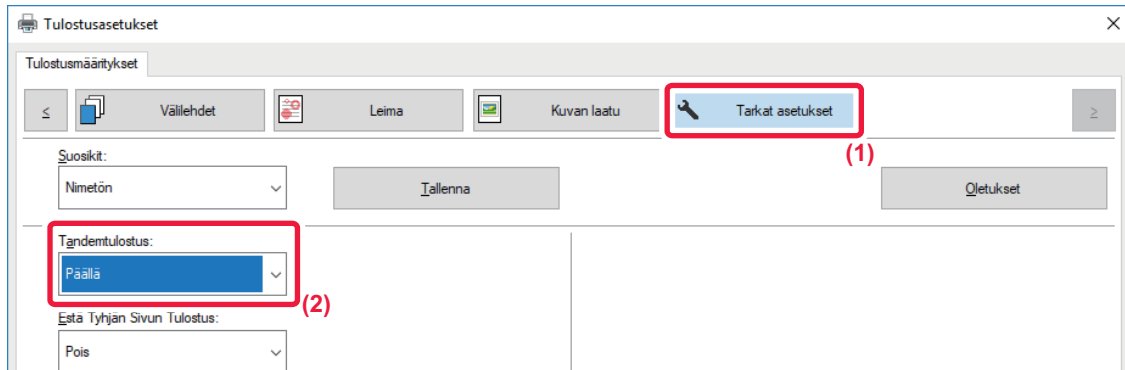 Tulostusasetukset
Tulostusmääritykset
≤ Välilehdet Leima Kuvan laatu Tarkat asetukset ≥
(1)
Suosikit:
Nimetön Tallenna Oletukset
Tandemtulostus:
Päällä
(2)
Estä Tyhjän Sivun Tulostus:
Pois